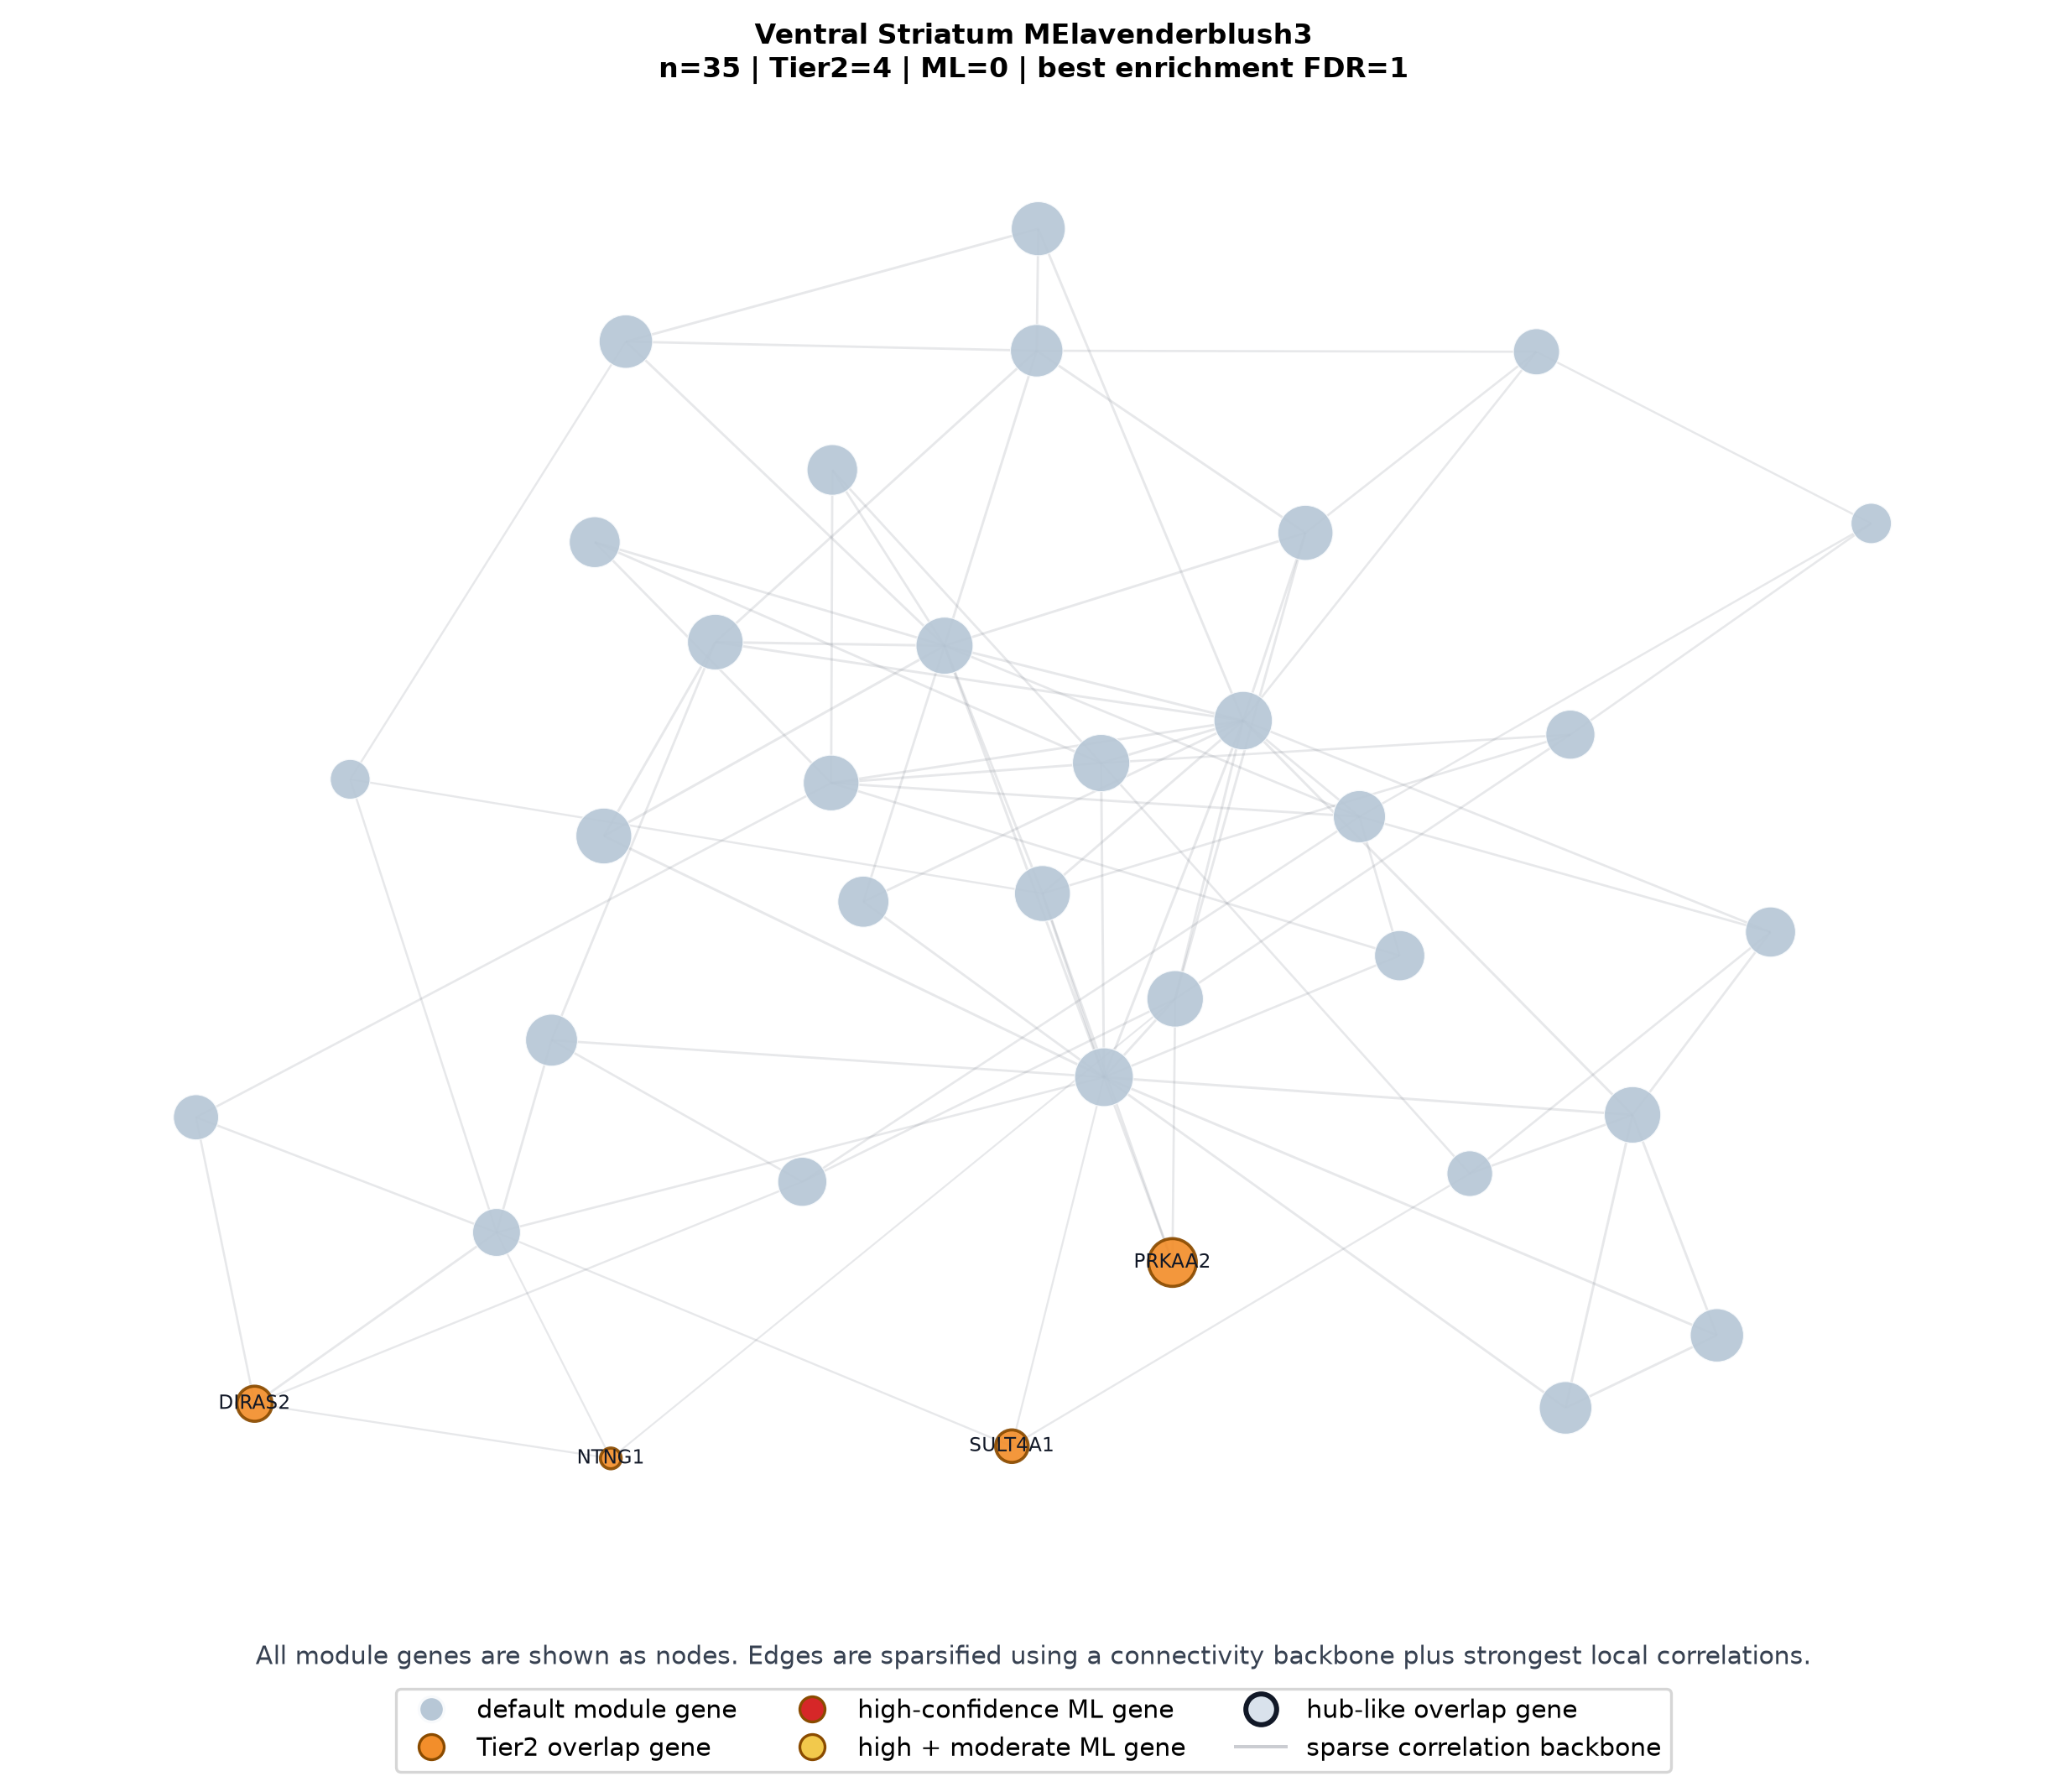 Ventral Striatum MElavenderblush3
n=35 | Tier2=4 | ML=0 | best enrichment FDR=1
PRKAA2
DIRAS2
SULT4A1
NTNG1
All module genes are shown as nodes. Edges are sparsified using a connectivity backbone plus strongest local correlations.
default module gene
Tier2 overlap gene
high-confidence ML gene
high + moderate ML gene
hub-like overlap gene
sparse correlation backbone